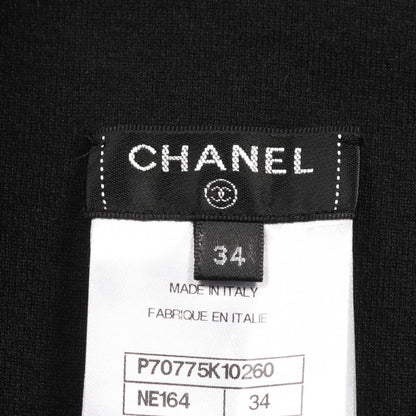 CHANEL
34
MADE IN ITALY
FABRIQUE EN ITALIE
P70775K10260
NE164 34